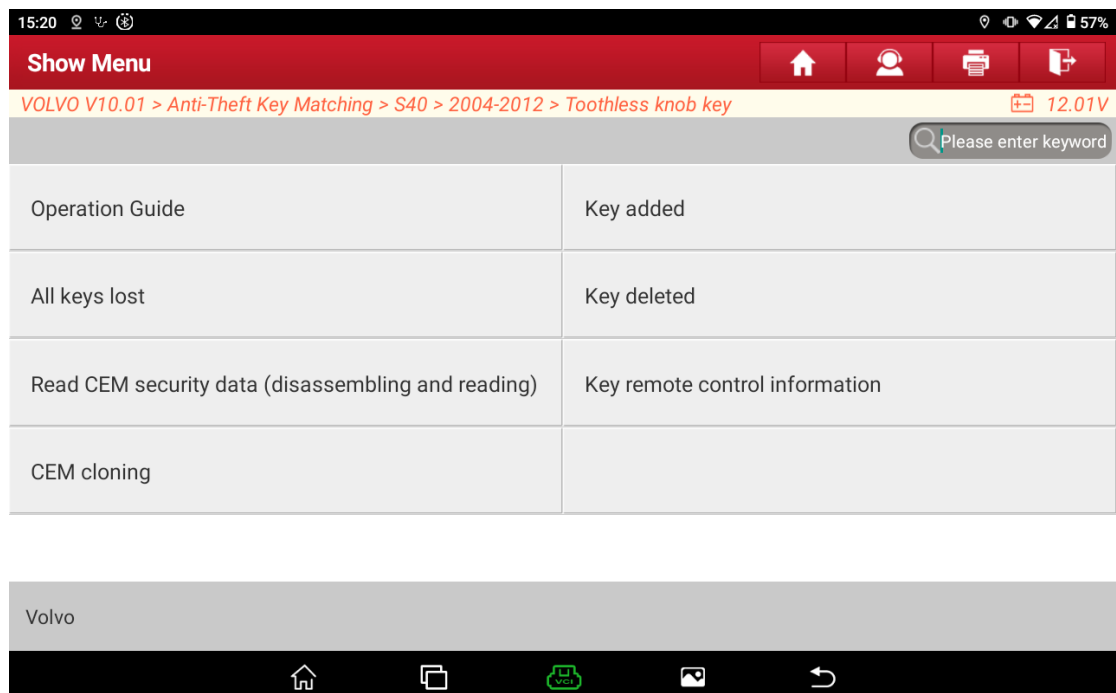 15:20
57%
Show Menu
VOLVO V10.01 > Anti-Theft Key Matching > S40 > 2004-2012 > Toothless knob key
12.01V
Please enter keyword
Operation Guide
Key added
All keys lost
Key deleted
Read CEM security data (disassembling and reading)
Key remote control information
CEM cloning
Volvo
VCI